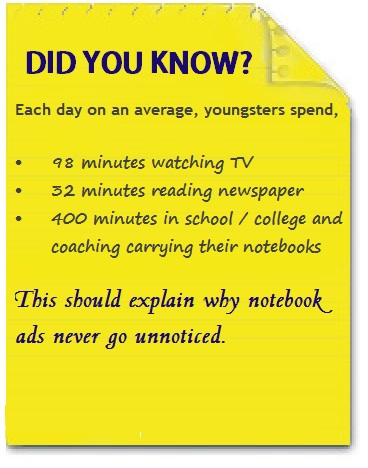 DID YOU KNOW?
Each day on an average, youngsters spend,
• 98 minutes watching TV
• 32 minutes reading newspaper
• 400 minutes in school / college and
coaching carrying their notebooks
This should explain why notebook
ads never go unnoticed.